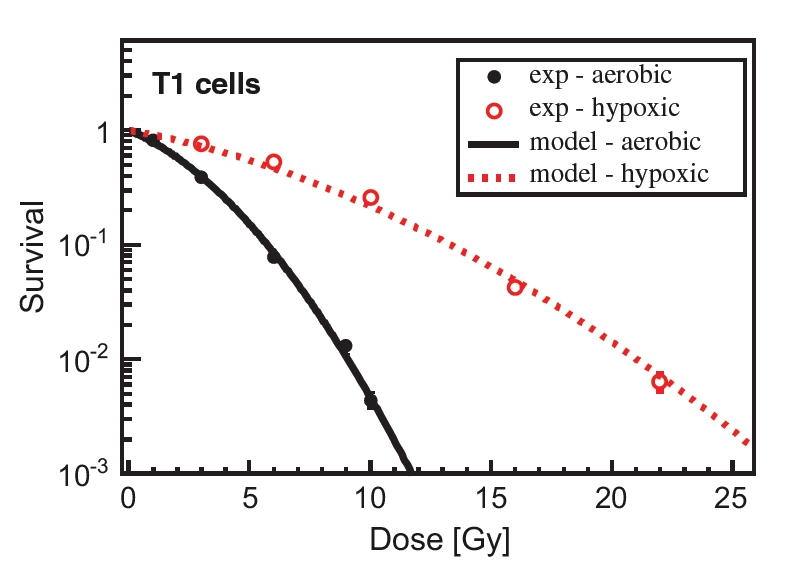 T1 cells
exp - aerobic
exp - hypoxic
model - aerobic
model - hypoxic
Survival
1
10^-1
10^-2
10^-3
0 5 10 15 20 25
Dose [Gy]